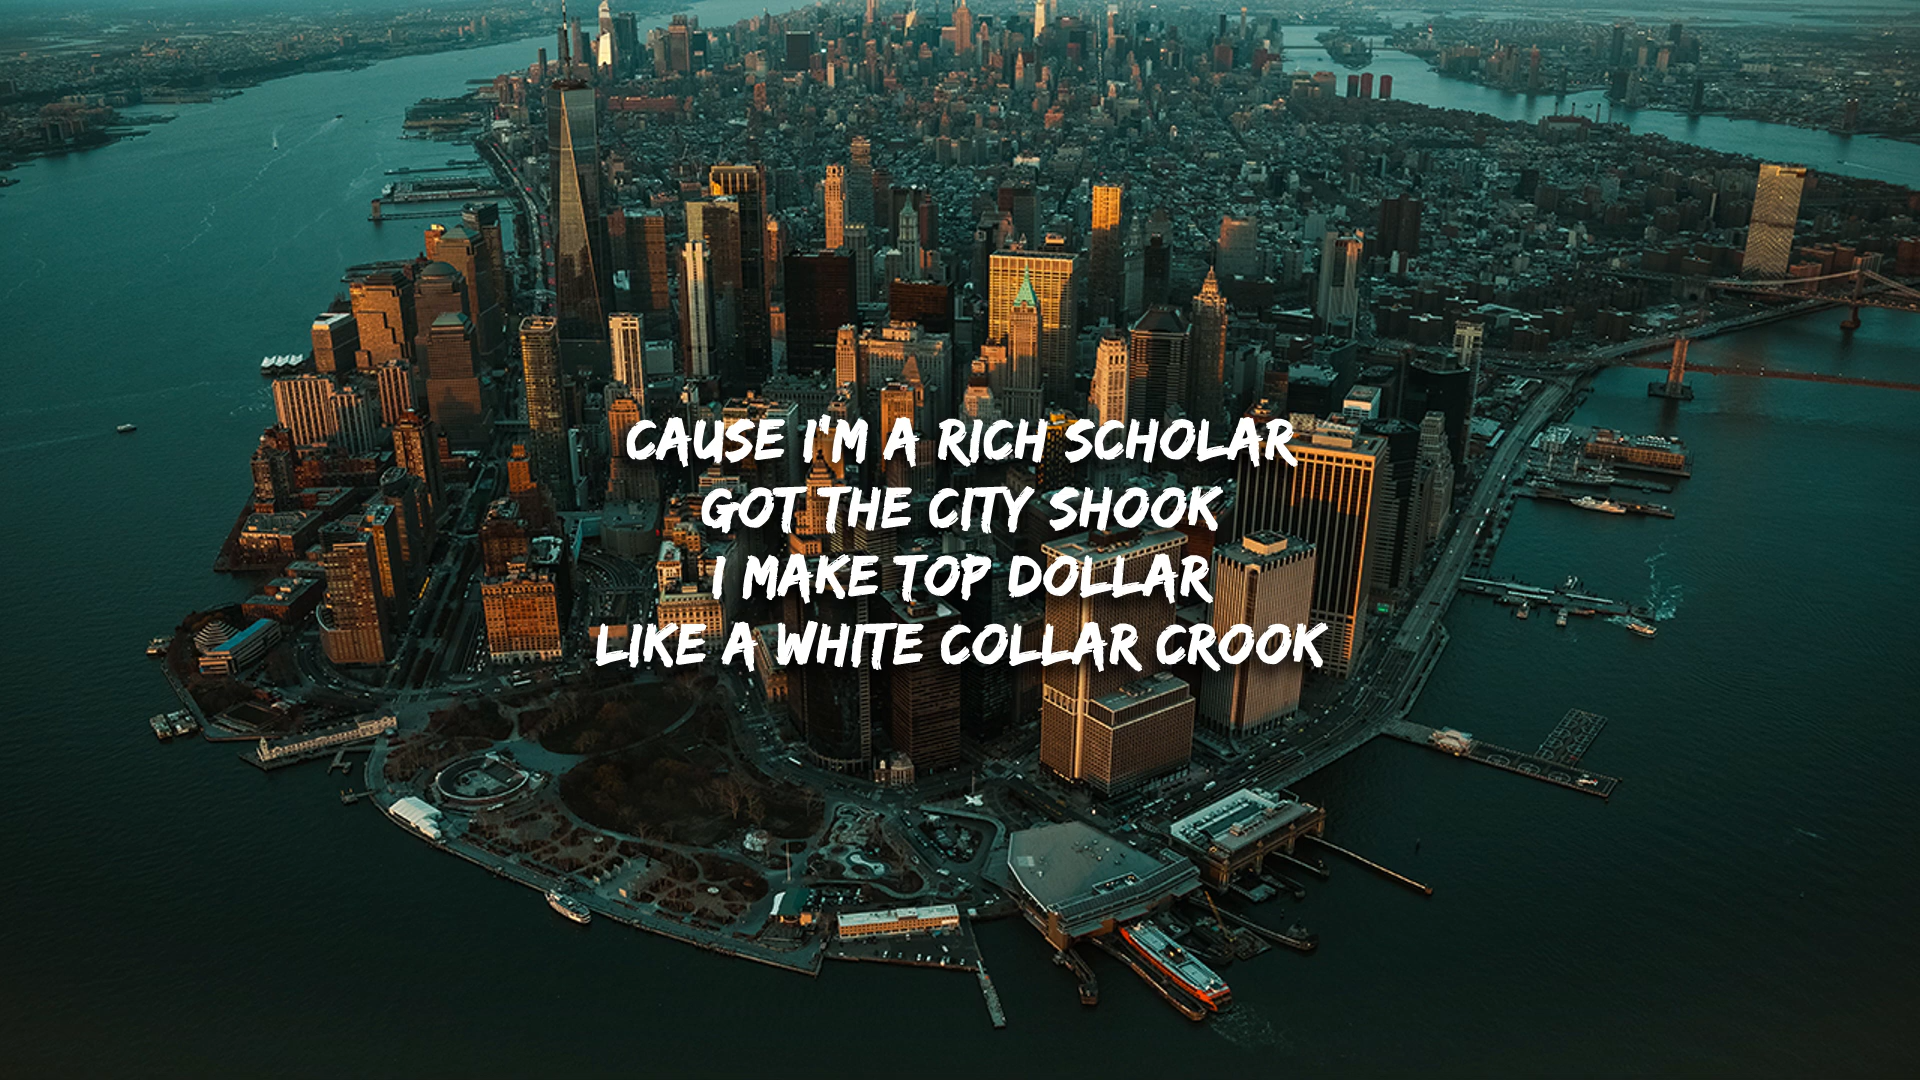 CAUSE I'M A RICH SCHOLAR
GOT THE CITY SHOOK
I MAKE TOP DOLLAR
LIKE A WHITE COLLAR CROOK